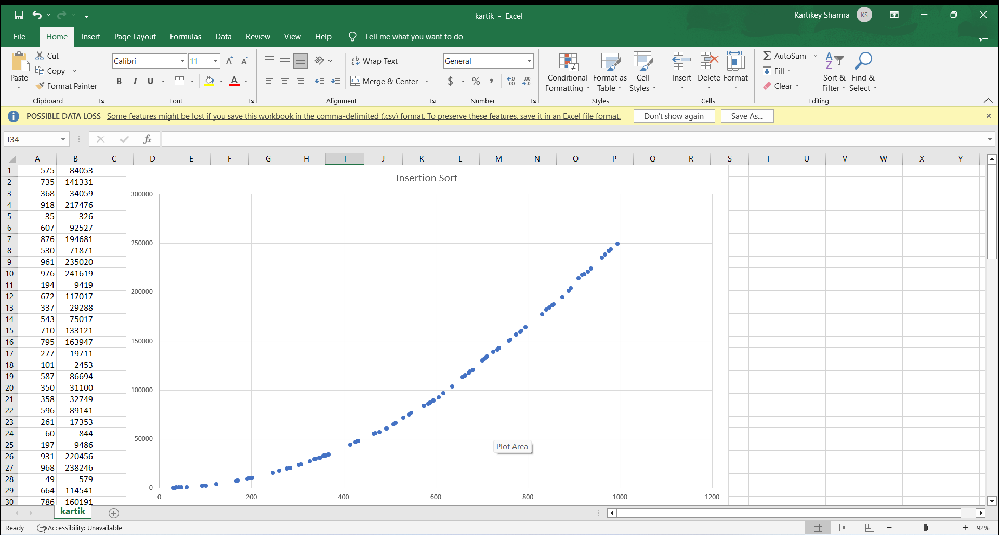 kartik - Excel
Kartikey Sharma KS
File Home Insert Page Layout Formulas Data Review View Help Tell me what you want to do
Paste
Cut
Copy
Format Painter
Clipboard
Calibri 11
B I U
Font
Wrap Text
Merge & Center
Alignment
General
$ % ,
Number
Conditional Formatting
Format as Table
Cell Styles
Styles
Insert Delete Format
Cells
AutoSum
Fill
Clear
Sort & Filter
Find & Select
Editing
POSSIBLE DATA LOSS Some features might be lost if you save this workbook in the comma-delimited (.csv) format. To preserve these features, save it in an Excel file format. Don't show again Save As...
I34 fx
A B C D E F G H I J K L M N O P Q R S T U V W X Y
1 575 84053
2 735 141331
3 368 34059
4 918 217476
5 35 326
6 607 92527
7 876 194681
8 530 71871
9 961 235020
10 976 241619
11 194 9419
12 672 117017
13 337 29288
14 543 75017
15 710 133121
16 795 163947
17 277 19711
18 101 2453
19 587 86694
20 350 31100
21 358 32749
22 596 89141
23 261 17353
24 60 844
25 197 9486
26 931 220456
27 968 238246
28 49 579
29 664 114541
30 786 160191
Insertion Sort
300000
250000
200000
150000
100000
50000
0
0 200 400 600 800 1000 1200
Plot Area
kartik
Ready Accessibility: Unavailable 92%